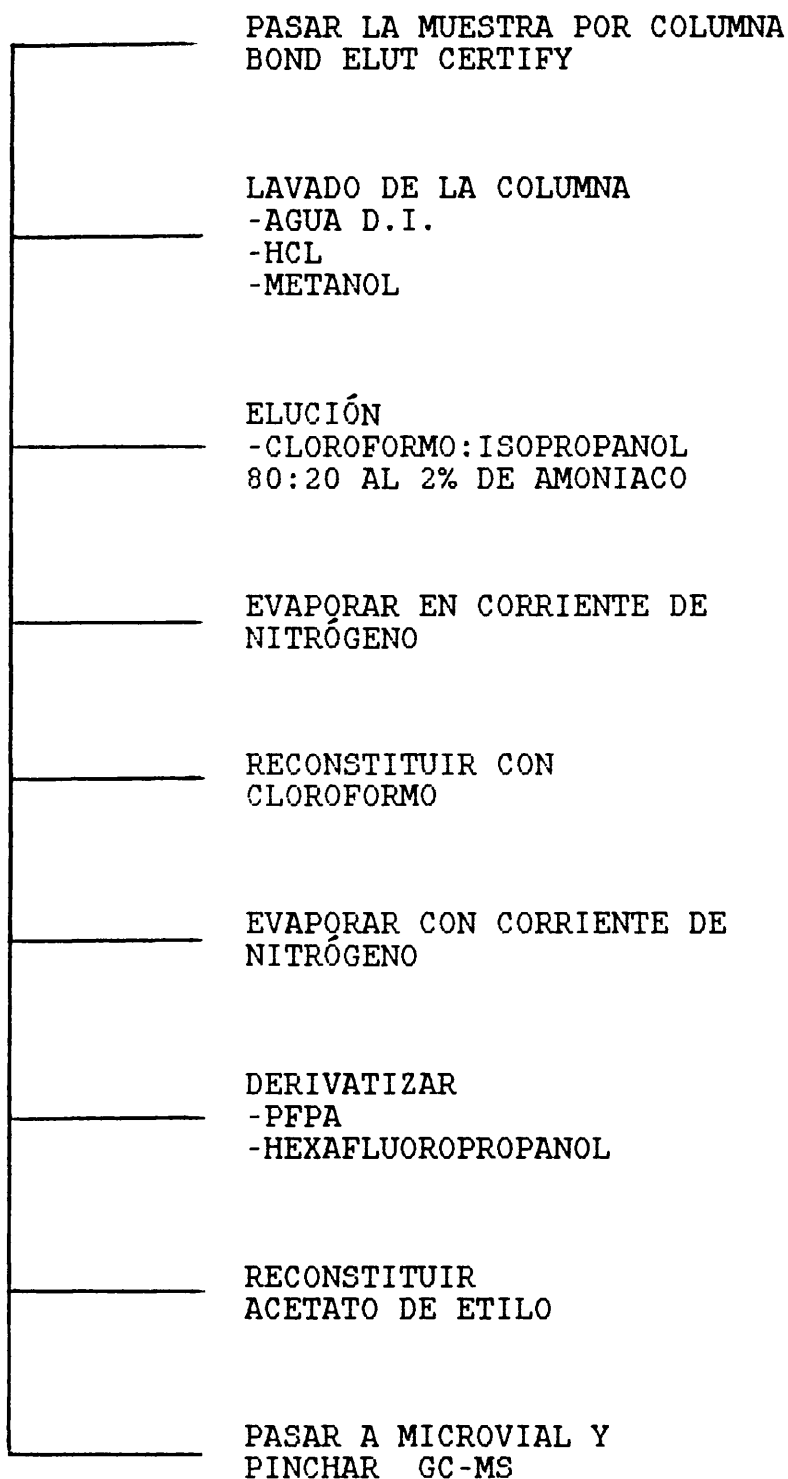 PASAR LA MUESTRA POR COLUMNA
BOND ELUT CERTIFY
LAVADO DE LA COLUMNA
-AGUA D.I.
-HCL
-METANOL
ELUCIÓN
-CLOROFORMO:ISOPROPANOL
80:20 AL 2% DE AMONIACO
EVAPORAR EN CORRIENTE DE
NITRÓGENO
RECONSTITUIR CON
CLOROFORMO
EVAPORAR CON CORRIENTE DE
NITRÓGENO
DERIVATIZAR
-PFPA
-HEXAFLUOROPROPANOL
RECONSTITUIR
ACETATO DE ETILO
PASAR A MICROVIAL Y
PINCHAR GC-MS